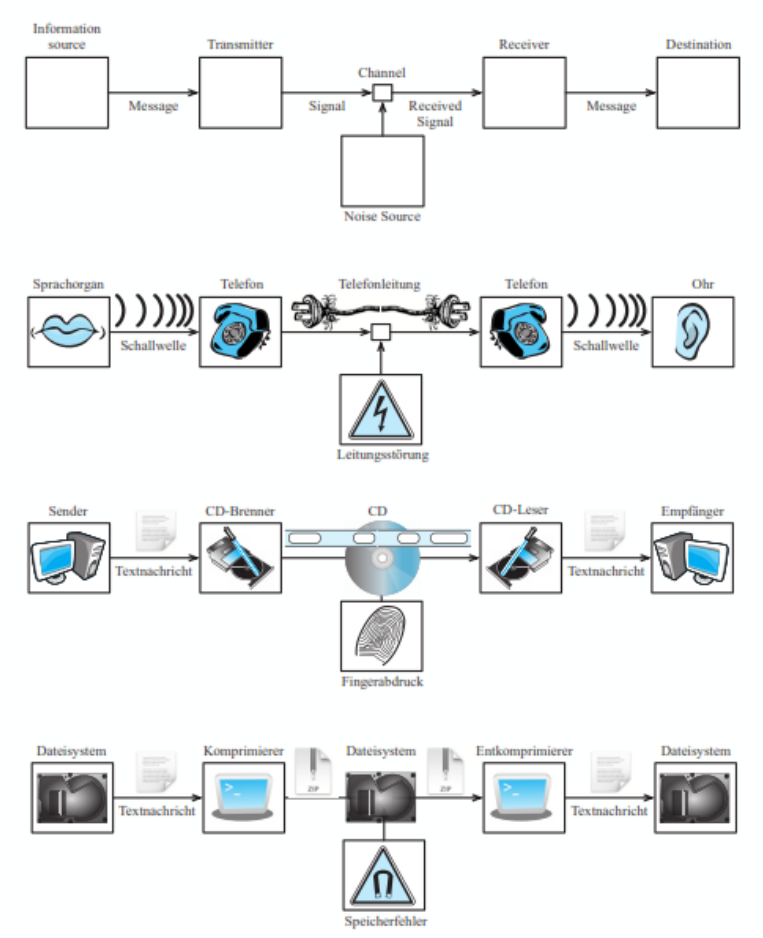 Information
source
Transmitter
Receiver
Destination
Channel
Message
Signal
Received
Signal
Message
Noise Source
Sprachorgan
Telefon
Telefonleitung
Telefon
Ohr
Schallwelle
Schallwelle
Leitungsstörung
Sender
CD-Brenner
CD
CD-Leser
Empfänger
Textnachricht
Textnachricht
Fingerabdruck
Dateisystem
Komprimierer
Dateisystem
Entkomprimierer
Dateisystem
ZIP
ZIP
>_
>_
Textnachricht
Textnachricht
Speicherfehler